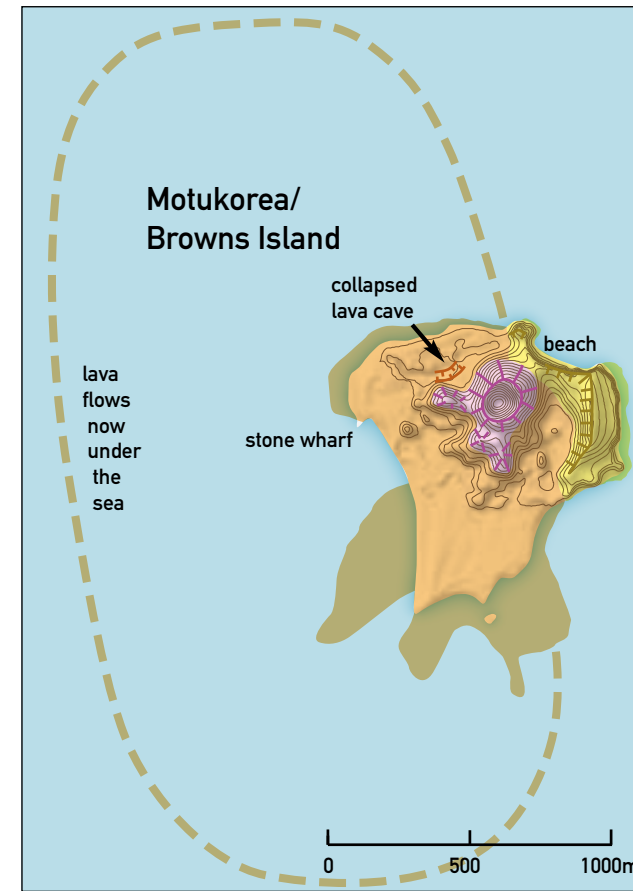 Motukorea/
Browns Island
collapsed
lava cave
beach
lava
flows
now
under
the
sea
stone wharf
0 500 1000m